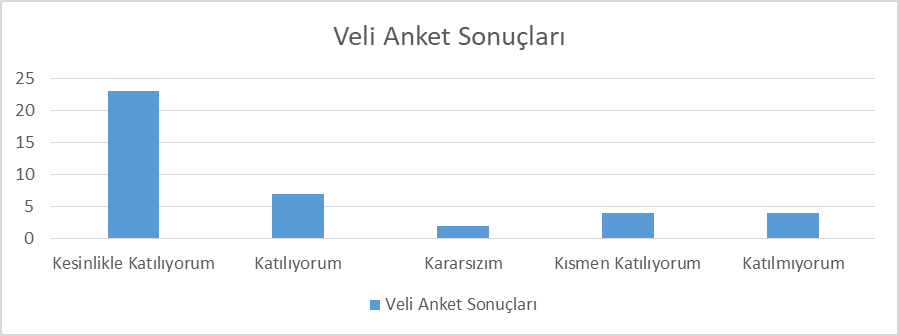 Veli Anket Sonuçları
25
20
15
10
5
0
Kesinlikle Katılıyorum Katılıyorum Kararsızım Kısmen Katılıyorum Katılmıyorum
Veli Anket Sonuçları